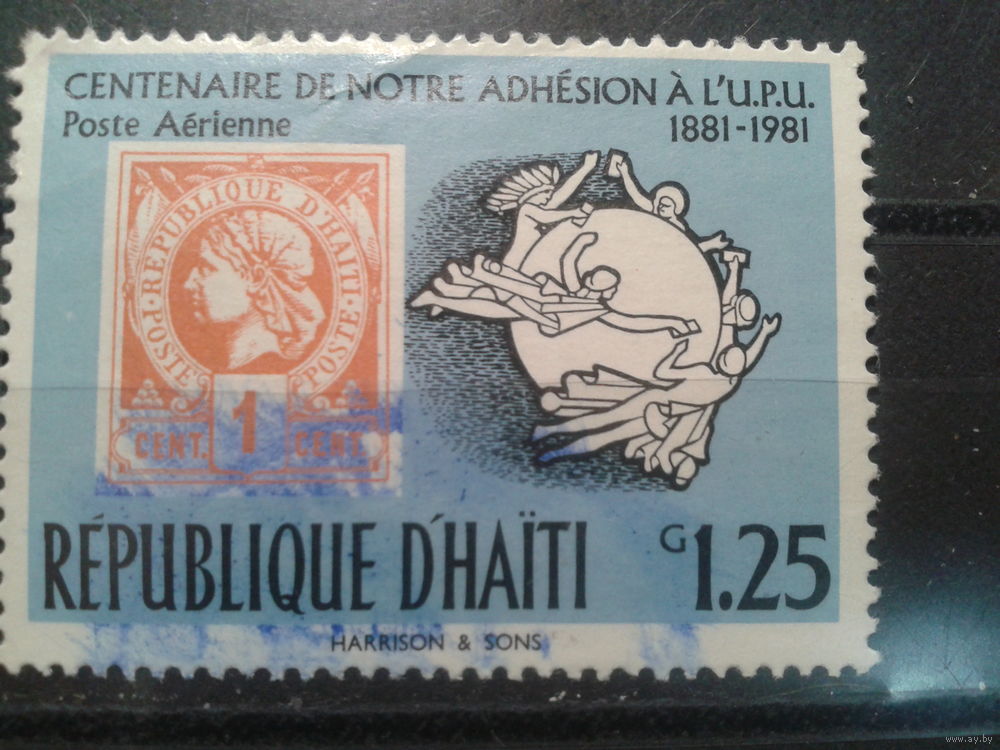 CENTENAIRE DE NOTRE ADHÉSION À L'U.P.U.
Poste Aérienne
1881-1981
POSTE·REPUBLIQUE D'HAITI·POSTE
CENT. 1 CENT.
RÉPUBLIQUE D'HAÏTI
G1.25
HARRISON & SONS
www.ay.by